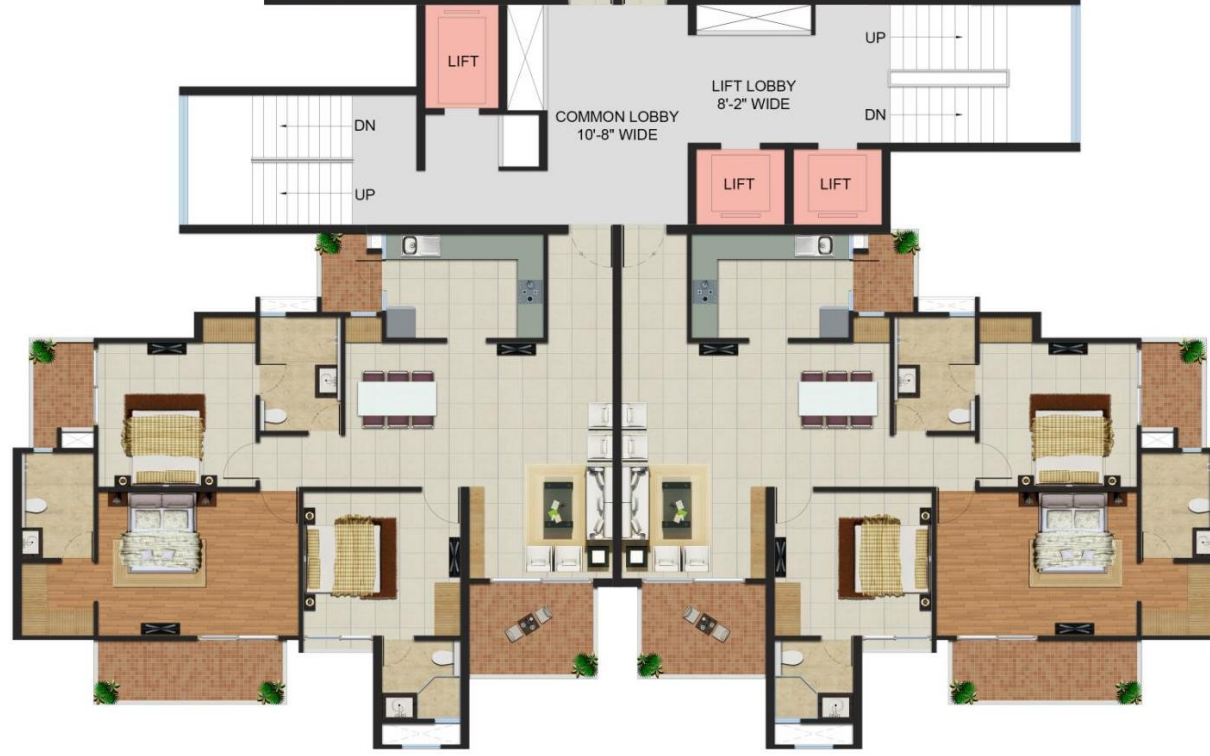 LIFT
UP
LIFT LOBBY
8'-2" WIDE
COMMON LOBBY
10'-8" WIDE
DN
DN
LIFT
LIFT
UP